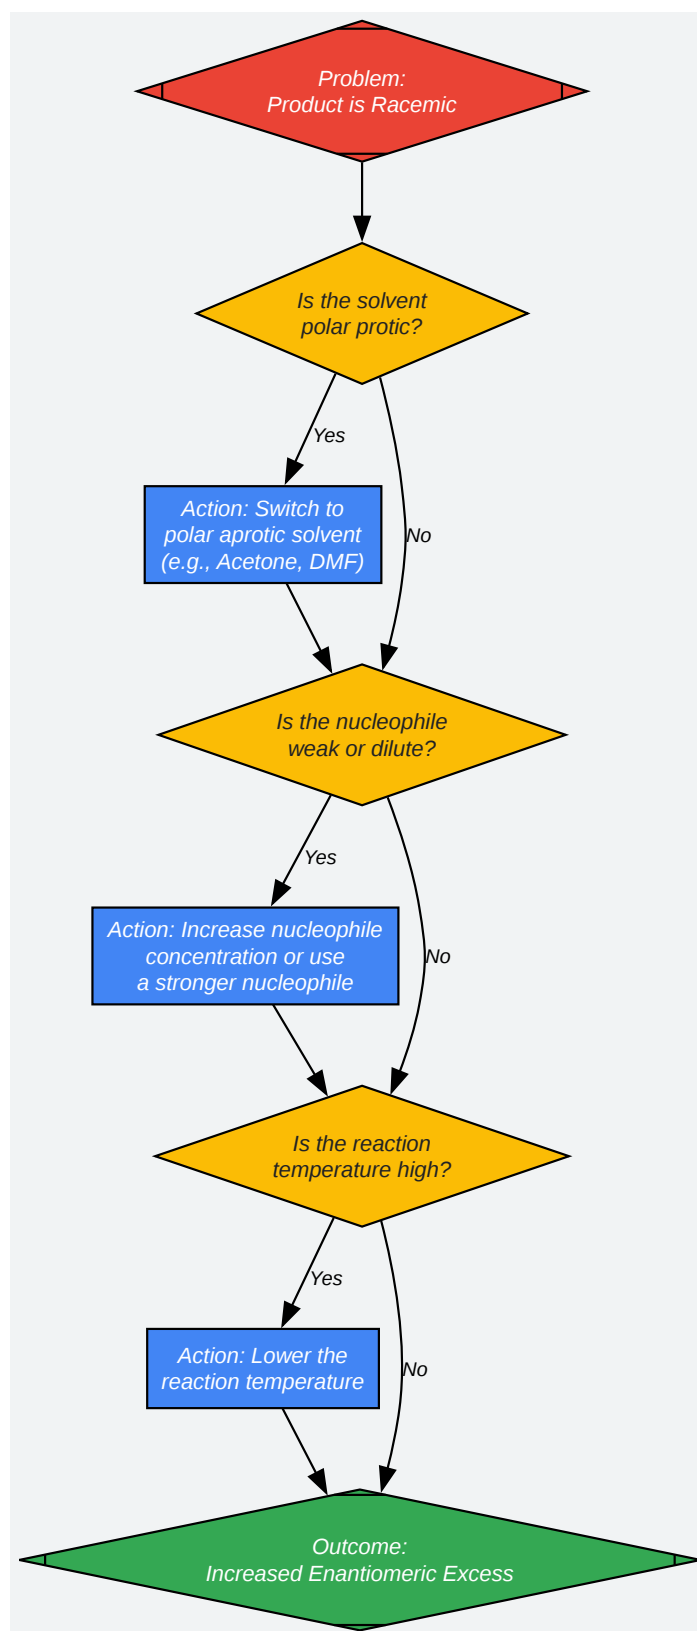 Problem:
Product is Racemic
Is the solvent
polar protic?
Yes
Action: Switch to
polar aprotic solvent
(e.g., Acetone, DMF)
No
Is the nucleophile
weak or dilute?
Yes
Action: Increase nucleophile
concentration or use
a stronger nucleophile
No
Is the reaction
temperature high?
Yes
Action: Lower the
reaction temperature
No
Outcome:
Increased Enantiomeric Excess